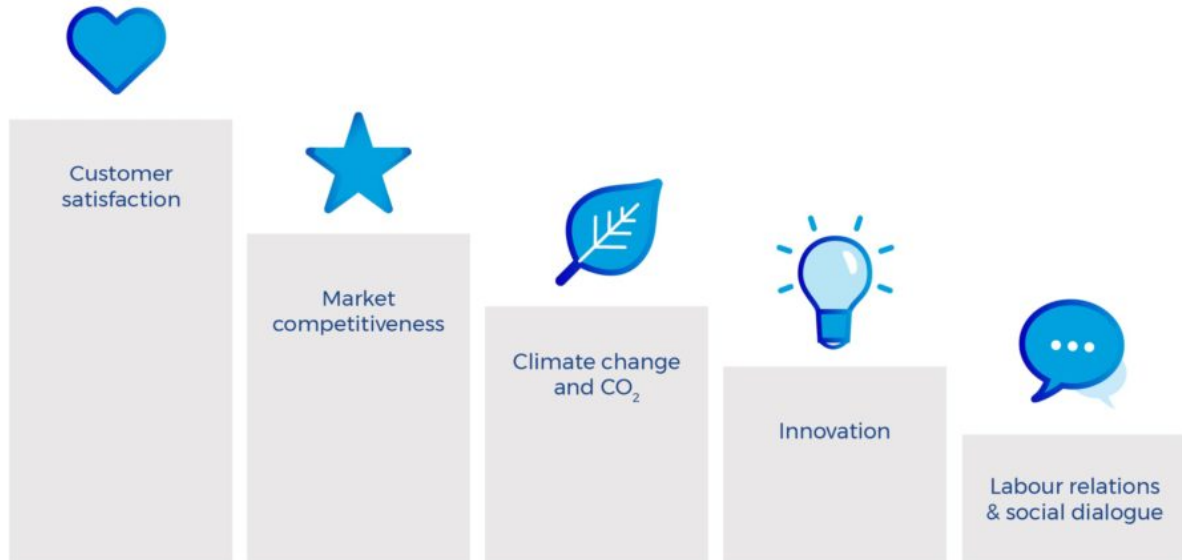 Customer
satisfaction
Market
competitiveness
Climate change
and CO₂
Innovation
Labour relations
& social dialogue